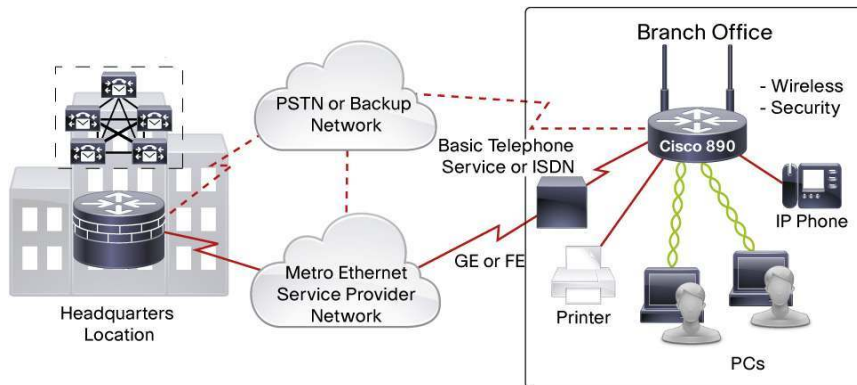 Branch Office
- Wireless
- Security
PSTN or Backup
Network
Basic Telephone
Service or ISDN
Cisco 890
IP Phone
GE or FE
Metro Ethernet
Service Provider
Network
Headquarters
Location
Printer
PCs